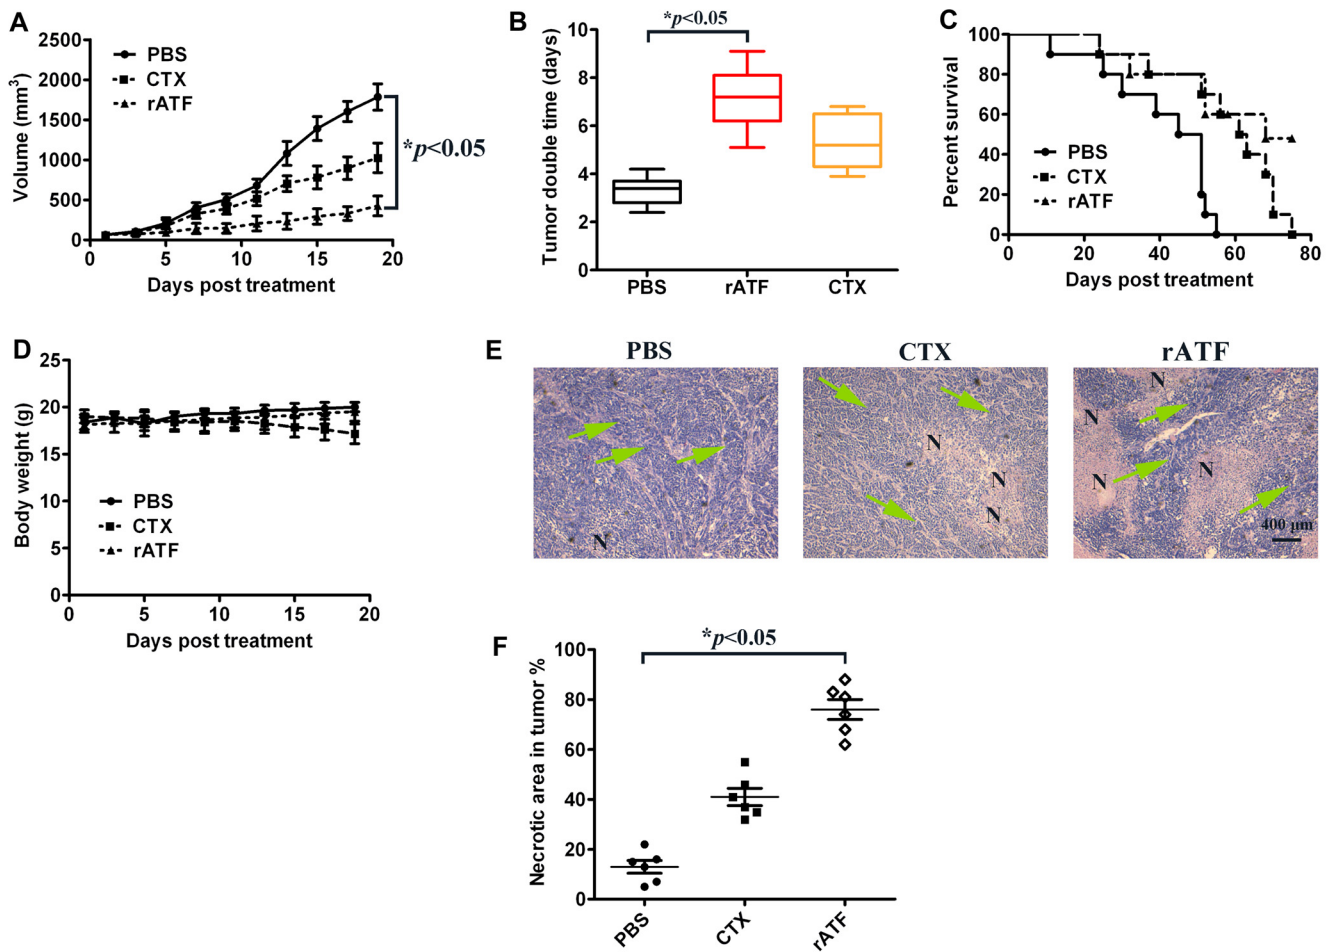 A
2500
2000
1500
1000
500
0
Volume (mm³)
PBS
CTX
rATF
*p<0.05
0 5 10 15 20
Days post treatment
B
*p<0.05
10
8
6
4
2
0
Tumor double time (days)
PBS rATF CTX
C
100
80
60
40
20
0
Percent survival
PBS
CTX
rATF
0 20 40 60 80
Days post treatment
D
25
20
15
10
5
0
Body weight (g)
PBS
CTX
rATF
0 5 10 15 20
Days post treatment
E
PBS CTX rATF
N
N
N
N
N
N
N
N
400 µm
F
*p<0.05
100
80
60
40
20
0
Necrotic area in tumor %
PBS CTX rATF